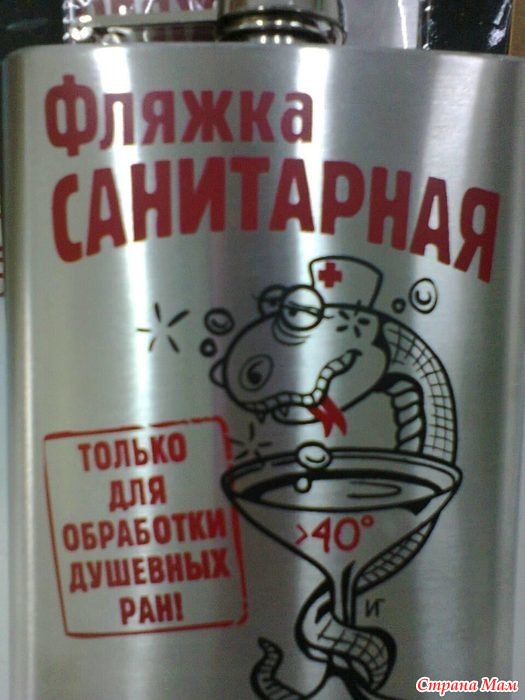 Фляжка
САНИТАРНАЯ
ТОЛЬКО
ДЛЯ
ОБРАБОТКИ
ДУШЕВНЫХ
РАН!
>40°
ИГ
Страна Мам